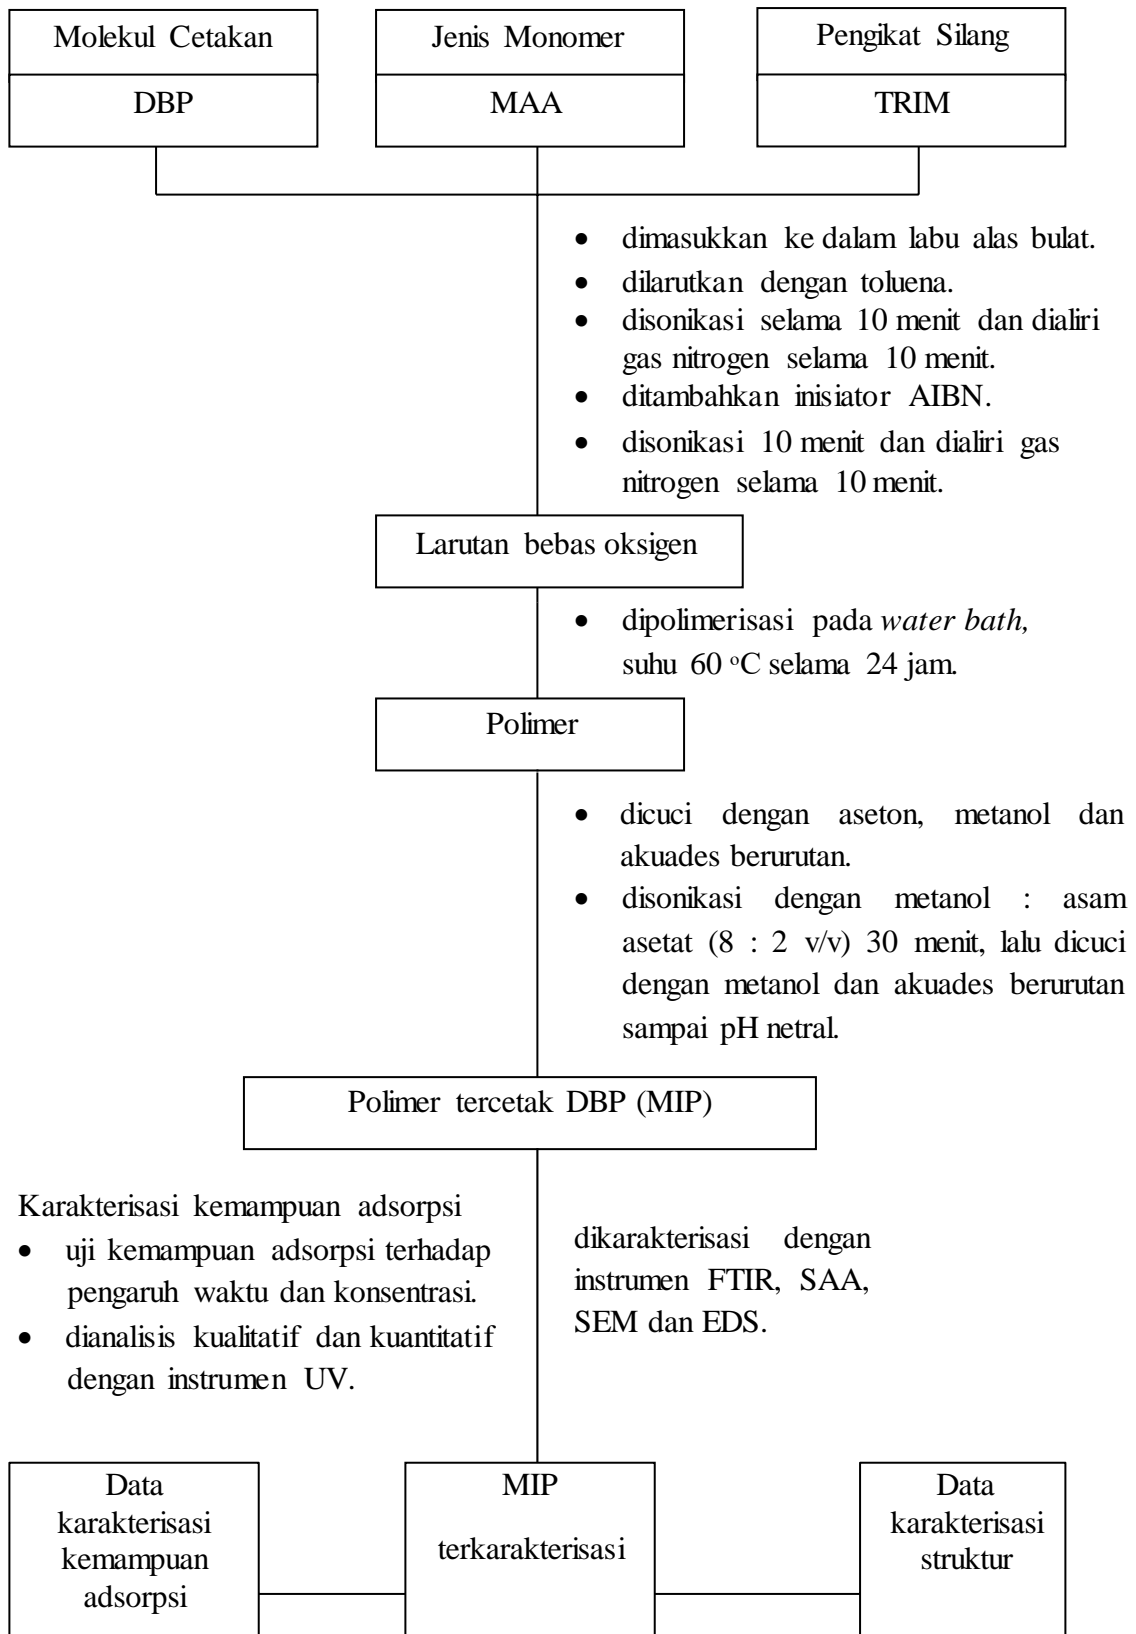 Molekul Cetakan
DBP
Jenis Monomer
MAA
Pengikat Silang
TRIM
• dimasukkan ke dalam labu alas bulat.
• dilarutkan dengan toluena.
• disonikasi selama 10 menit dan dialiri
gas nitrogen selama 10 menit.
• ditambahkan inisiator AIBN.
• disonikasi 10 menit dan dialiri gas
nitrogen selama 10 menit.
Larutan bebas oksigen
• dipolimerisasi pada water bath,
suhu 60 °C selama 24 jam.
Polimer
• dicuci dengan aseton, metanol dan
akuades berurutan.
• disonikasi dengan metanol : asam
asetat (8 : 2 v/v) 30 menit, lalu dicuci
dengan metanol dan akuades berurutan
sampai pH netral.
Polimer tercetak DBP (MIP)
Karakterisasi kemampuan adsorpsi
• uji kemampuan adsorpsi terhadap
pengaruh waktu dan konsentrasi.
• dianalisis kualitatif dan kuantitatif
dengan instrumen UV.
dikarakterisasi dengan
instrumen FTIR, SAA,
SEM dan EDS.
Data
karakterisasi
kemampuan
adsorpsi
MIP
terkarakterisasi
Data
karakterisasi
struktur